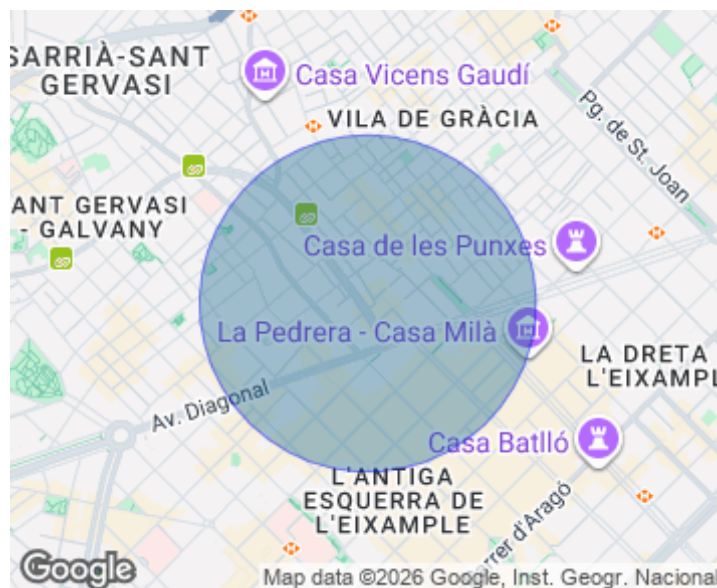 SARRIÀ-SANT
GERVASI
Casa Vicens Gaudí
VILA DE GRÀCIA
Pg. de St. Joan
ANT GERVASI
- GALVANY
Casa de les Punxes
La Pedrera - Casa Milà
LA DRETA
L'EIXAMPL
Av. Diagonal
Casa Batlló
L'ANTIGA
ESQUERRA DE
L'EIXAMPLE
rer d'Aragó
Google
Map data ©2026 Google, Inst. Geogr. Nacional